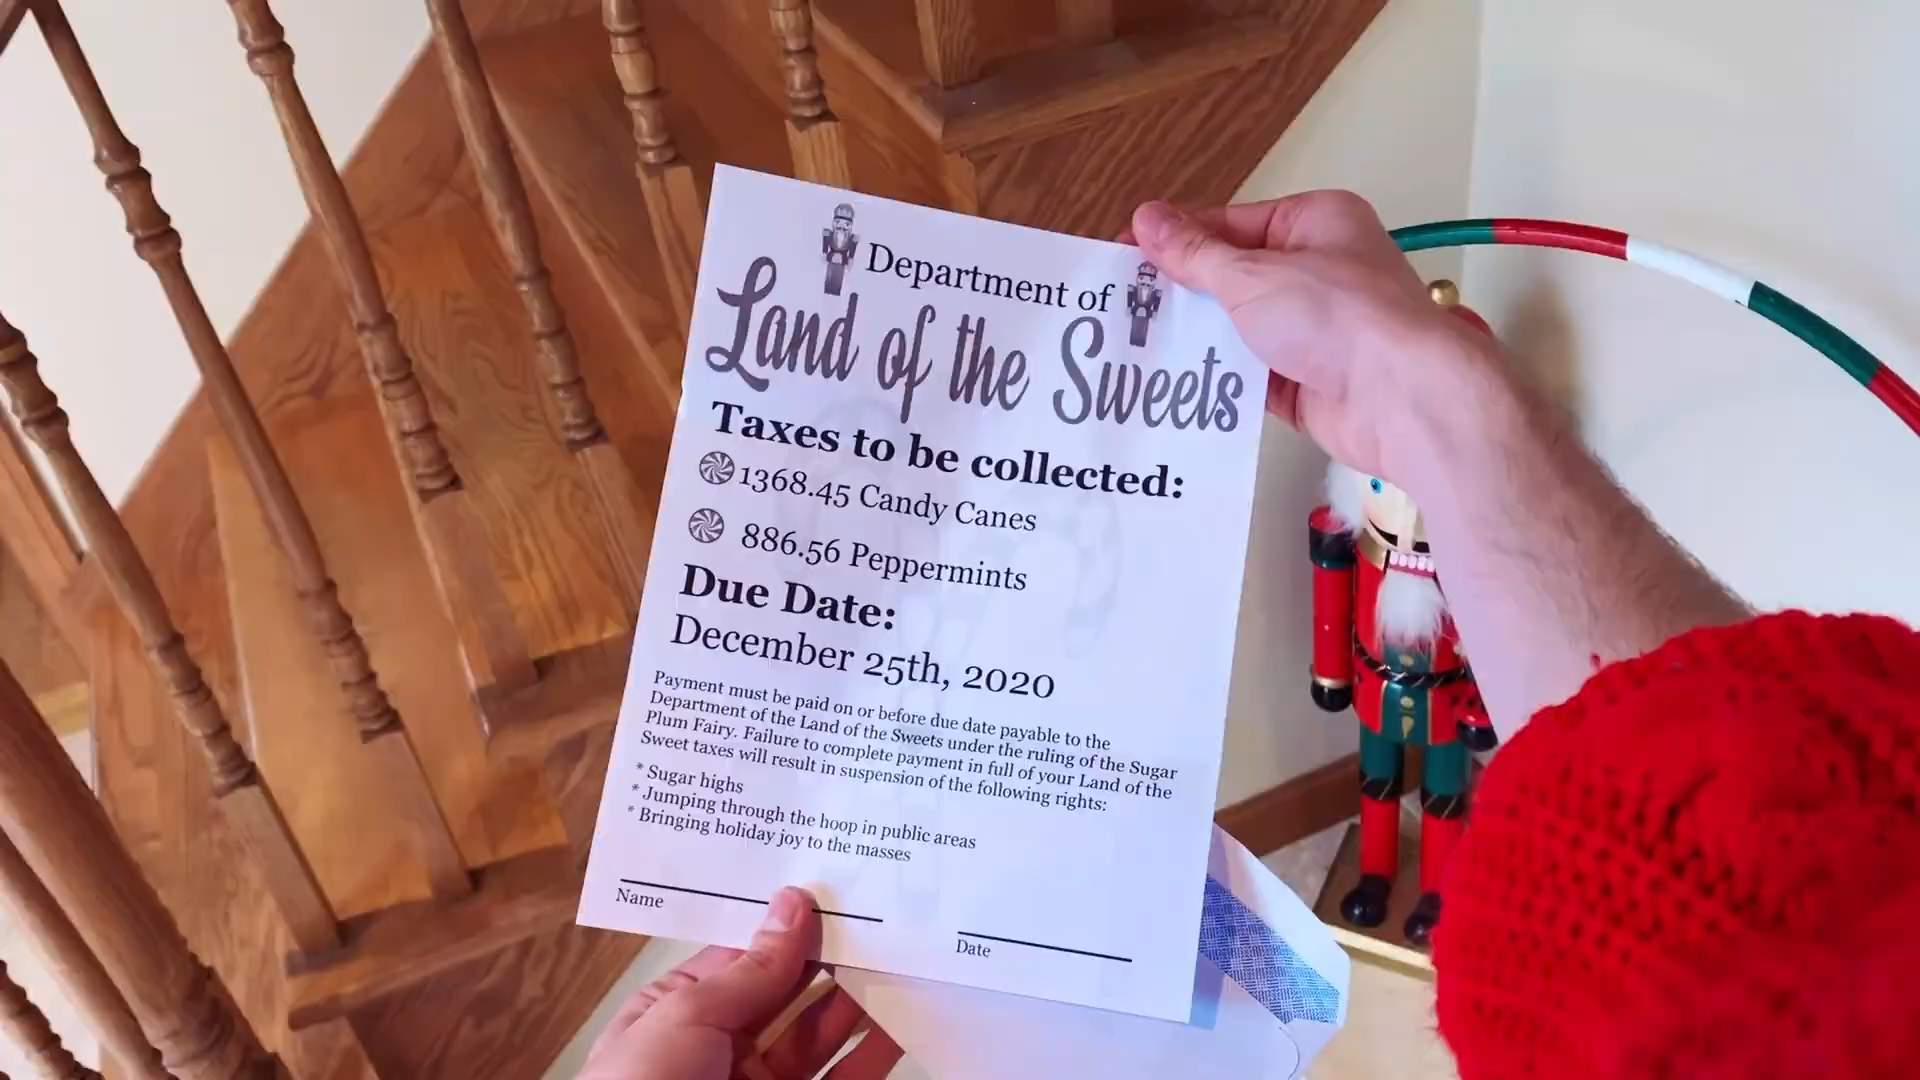 Department of
Land of the Sweets
Taxes to be collected:
1368.45 Candy Canes
886.56 Peppermints
Due Date:
December 25th, 2020
Payment must be paid on or before due date payable to the
Department of the Land of the Sweets under the ruling of the Sugar
Plum Fairy. Failure to complete payment in full of your Land of the
Sweet taxes will result in suspension of the following rights:
* Sugar highs
* Jumping through the hoop in public areas
* Bringing holiday joy to the masses
Name
Date